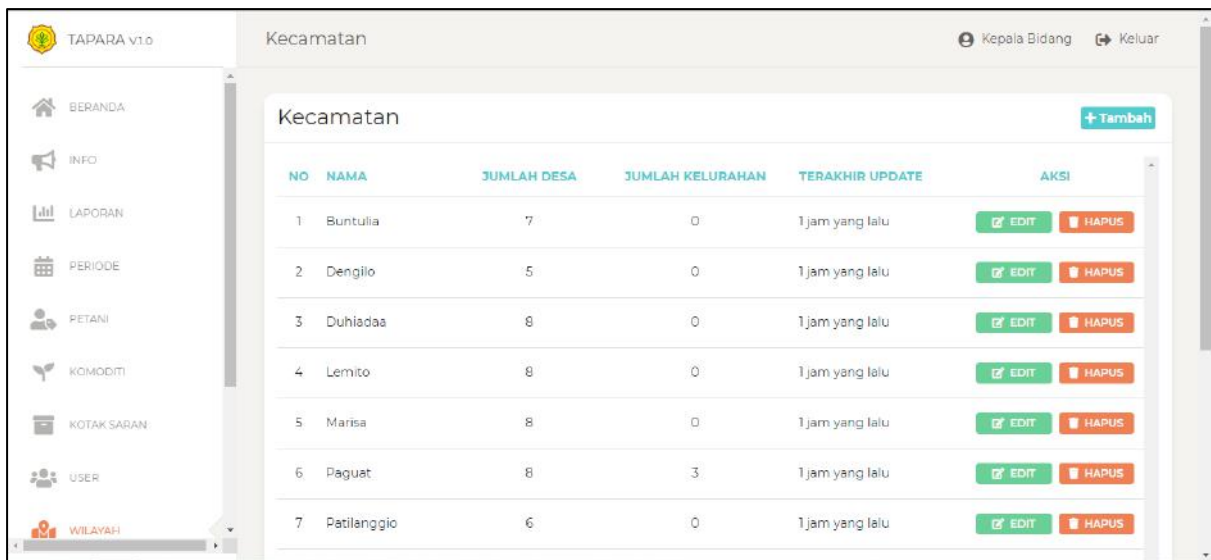 TAPARA v.1.0
Kecamatan
Kepala Bidang
Keluar
BERANDA
INFO
LAPORAN
PERIODE
PETANI
KOMODITI
KOTAK SARAN
USER
WILAYAH
Kecamatan
+Tambah
NO NAMA JUMLAH DESA JUMLAH KELURAHAN TERAKHIR UPDATE AKSI
1 Buntulia 7 0 1 jam yang lalu EDIT HAPUS
2 Dengilo 5 0 1 jam yang lalu EDIT HAPUS
3 Duhiadaa 8 0 1 jam yang lalu EDIT HAPUS
4 Lemito 8 0 1 jam yang lalu EDIT HAPUS
5 Marisa 8 0 1 jam yang lalu EDIT HAPUS
6 Paguat 8 3 1 jam yang lalu EDIT HAPUS
7 Patilanggio 6 0 1 jam yang lalu EDIT HAPUS